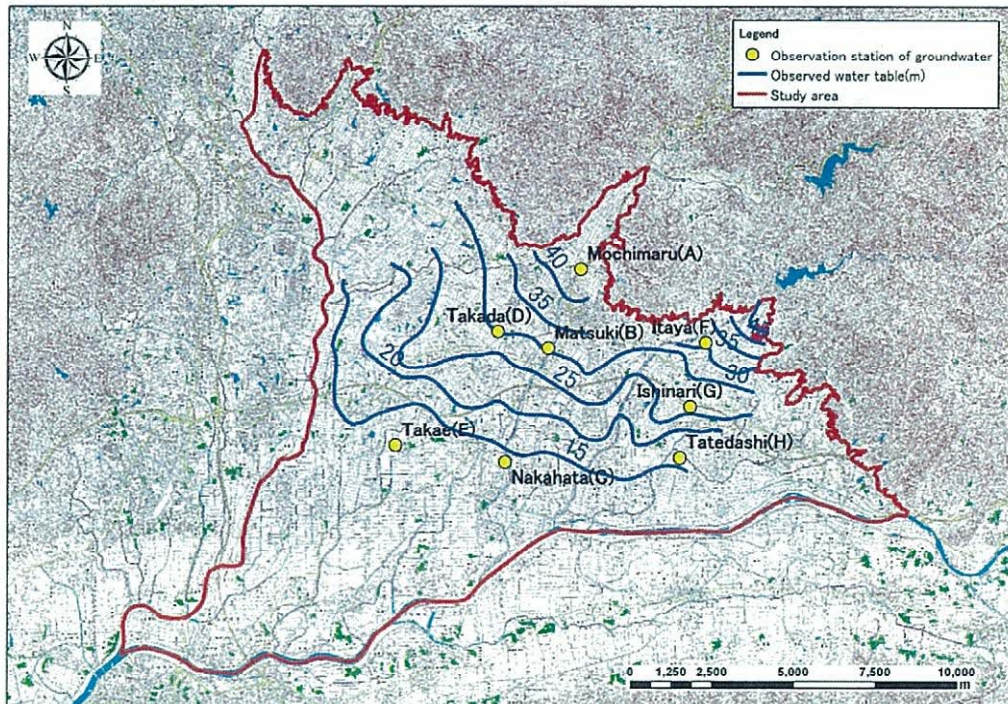 N
W
E
S
Legend
Observation station of groundwater
Observed water table(m)
Study area
40
Mochimaru(A)
35
Takada(D)
Matsuki(B)
Itaya(F)
35
30
20
25
Ishinari(G)
Takae(E)
15
Tatedashi(H)
Nakahata(C)
0 1,250 2,500 5,000 7,500 10,000
m